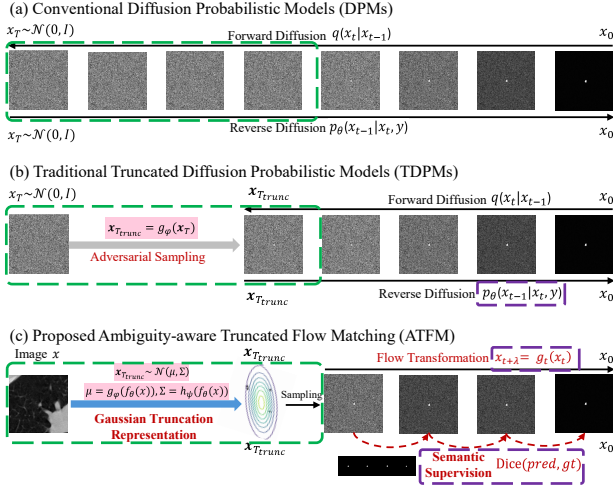 (a) Conventional Diffusion Probabilistic Models (DPMs)
x_T~𝒩(0, I)
Forward Diffusion q(x_t|x_{t−1})
x_0
x_T~𝒩(0, I)
Reverse Diffusion p_θ(x_{t−1}|x_t, y)
x_0
(b) Traditional Truncated Diffusion Probabilistic Models (TDPMs)
x_T~𝒩(0, I)
x_{T_trunc}
Forward Diffusion q(x_t|x_{t−1})
x_0
x_{T_trunc} = g_φ(x_T)
Adversarial Sampling
x_{T_trunc}
Reverse Diffusion p_θ(x_{t−1}|x_t, y)
x_0
(c) Proposed Ambiguity-aware Truncated Flow Matching (ATFM)
Image x
x_{T_trunc}
Flow Transformation x_{t+λ} = g_t(x_t)
x_0
x_{T_trunc}~ 𝒩(μ, Σ)
μ = g_φ(f_θ(x)), Σ = h_ψ(f_θ(x))
Gaussian Truncation
Representation
Sampling
x_{T_trunc}
x_0
Semantic
Supervision
Dice(pred, gt)